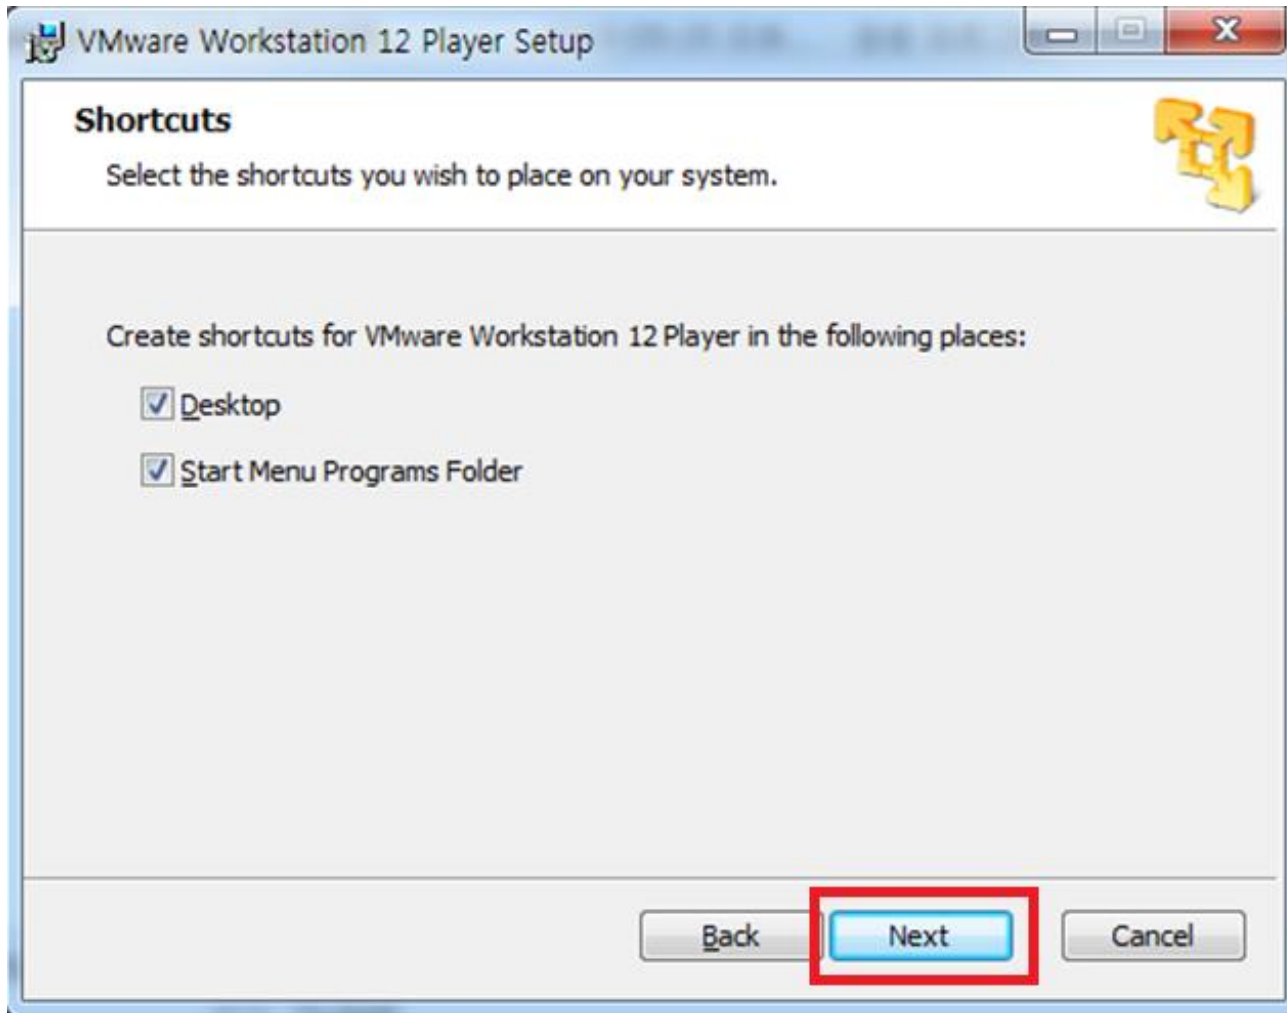 VMware Workstation 12 Player Setup
Shortcuts
Select the shortcuts you wish to place on your system.
Create shortcuts for VMware Workstation 12 Player in the following places:
Desktop
Start Menu Programs Folder
Back Next Cancel